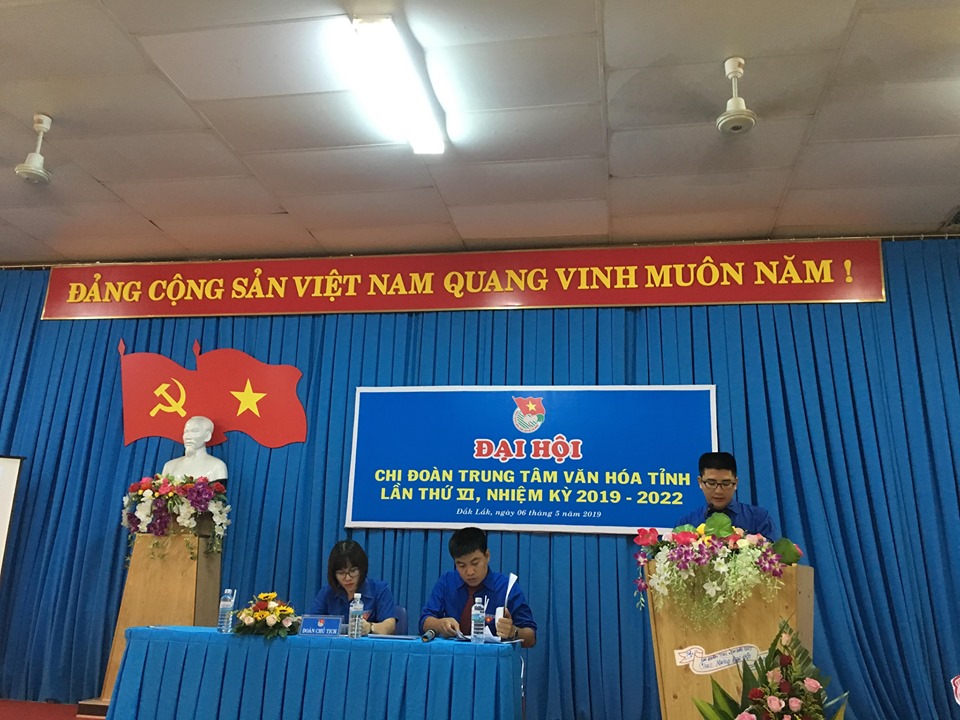 ĐẢNG CỘNG SẢN VIỆT NAM QUANG VINH MUÔN NĂM !
ĐẠI HỘI
CHI ĐOÀN TRUNG TÂM VĂN HÓA TỈNH
LẦN THỨ VI, NHIỆM KỲ 2019 - 2022
Đắk Lắk, ngày 06 tháng 5 năm 2019
ĐOÀN CHỦ TỊCH